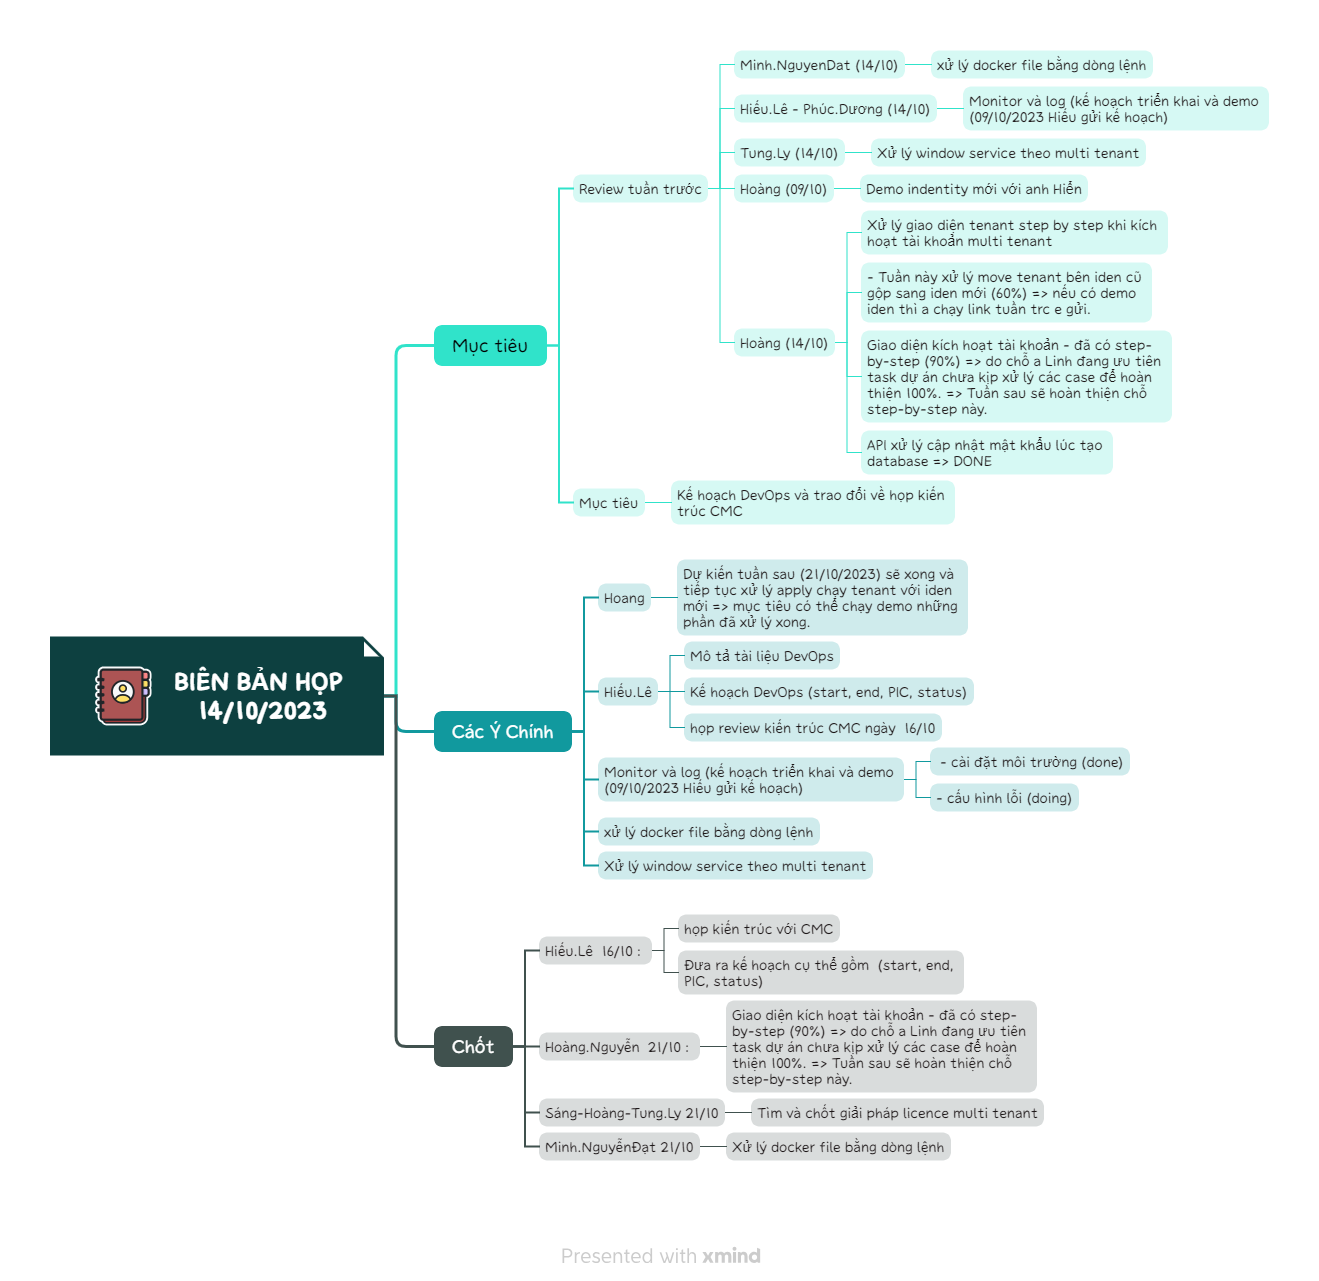 BIÊN BẢN HỌP
14/10/2023
Mục tiêu
Review tuần trước
Minh.NguyenDat (14/10)
xử lý docker file bằng dòng lệnh
Hiếu.Lê - Phúc.Dương (14/10)
Monitor và log (kế hoạch triển khai và demo
(09/10/2023 Hiếu gửi kế hoạch)
Tung.Ly (14/10)
Xử lý window service theo multi tenant
Hoàng (09/10)
Demo indentity mới với anh Hiển
Hoàng (14/10)
Xử lý giao diện tenant step by step khi kích
hoạt tài khoản multi tenant
- Tuần này xử lý move tenant bên iden cũ
gộp sang iden mới (60%) => nếu có demo
iden thì a chạy link tuần trc e gửi.
Giao diện kích hoạt tài khoản - đã có step-
by-step (90%) => do chỗ a Linh đang ưu tiên
task dự án chưa kịp xử lý các case để hoàn
thiện 100%. => Tuần sau sẽ hoàn thiện chỗ
step-by-step này.
API xử lý cập nhật mật khẩu lúc tạo
database => DONE
Mục tiêu
Kế hoạch DevOps và trao đổi về họp kiến
trúc CMC
Các Ý Chính
Hoang
Dự kiến tuần sau (21/10/2023) sẽ xong và
tiếp tục xử lý apply chạy tenant với iden
mới => mục tiêu có thể chạy demo những
phần đã xử lý xong.
Hiếu.Lê
Mô tả tài liệu DevOps
Kế hoạch DevOps (start, end, PIC, status)
họp review kiến trúc CMC ngày 16/10
Monitor và log (kế hoạch triển khai và demo
(09/10/2023 Hiếu gửi kế hoạch)
- cài đặt môi trường (done)
- cấu hình lỗi (doing)
xử lý docker file bằng dòng lệnh
Xử lý window service theo multi tenant
Chốt
Hiếu.Lê 16/10 :
họp kiến trúc với CMC
Đưa ra kế hoạch cụ thể gồm (start, end,
PIC, status)
Hoàng.Nguyễn 21/10 :
Giao diện kích hoạt tài khoản - đã có step-
by-step (90%) => do chỗ a Linh đang ưu tiên
task dự án chưa kịp xử lý các case để hoàn
thiện 100%. => Tuần sau sẽ hoàn thiện chỗ
step-by-step này.
Sáng-Hoàng-Tung.Ly 21/10
Tìm và chốt giải pháp licence multi tenant
Minh.NguyễnĐạt 21/10
Xử lý docker file bằng dòng lệnh
Presented with xmind